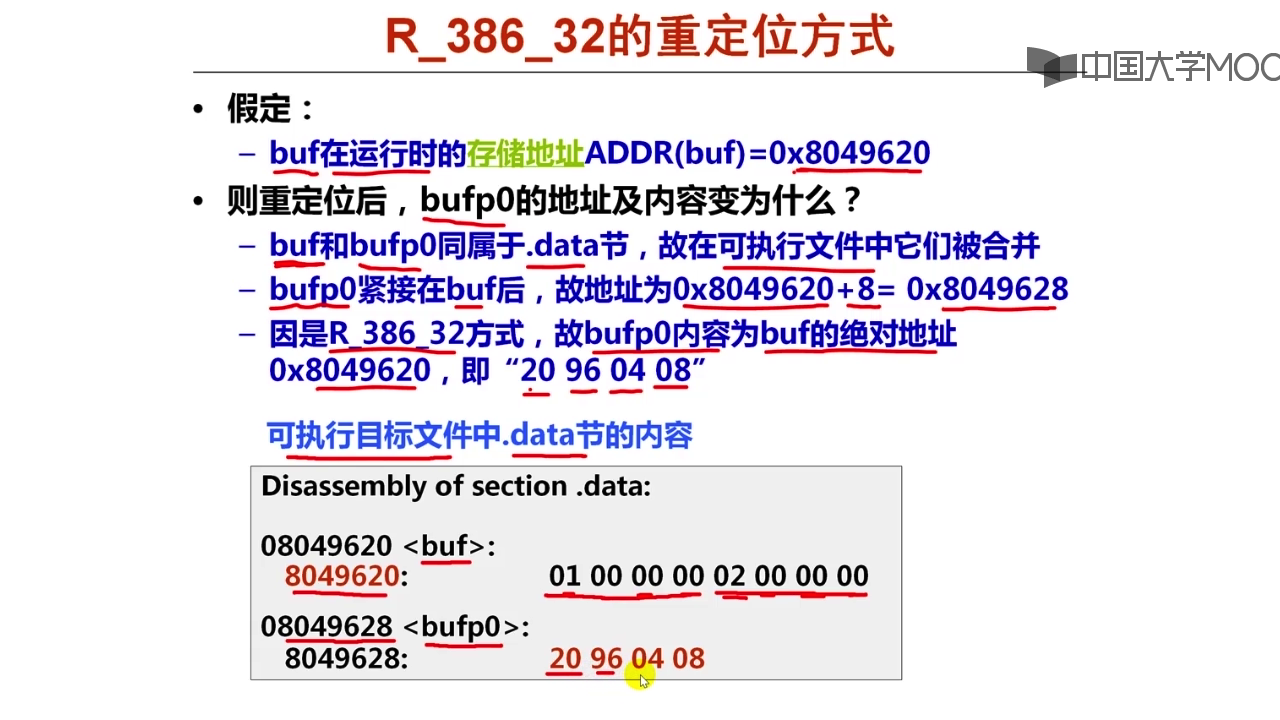 R_386_32的重定位方式
中国大学MOO
• 假定：
– buf在运行时的存储地址ADDR(buf)=0x8049620
• 则重定位后，bufp0的地址及内容变为什么？
– buf和bufp0同属于.data节，故在可执行文件中它们被合并
– bufp0紧接在buf后，故地址为0x8049620+8= 0x8049628
– 因是R_386_32方式，故bufp0内容为buf的绝对地址
0x8049620，即“20 96 04 08”
可执行目标文件中.data节的内容
Disassembly of section .data:
08049620 <buf>:
8049620: 01 00 00 00 02 00 00 00
08049628 <bufp0>:
8049628: 20 96 04 08